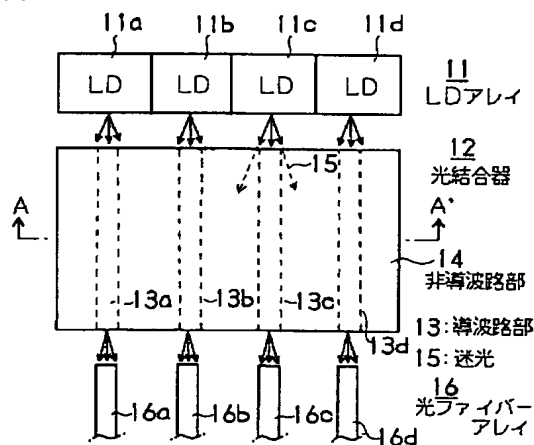 11a
11b
11c
11d
LD
LD
LD
LD
11
LDアレイ
12
光結合器
15
A
A'
14
非導波路部
13a
13b
13c
13d
13:導波路部
15:迷光
16
光ファイバー
アレイ
16a
16b
16c
16d